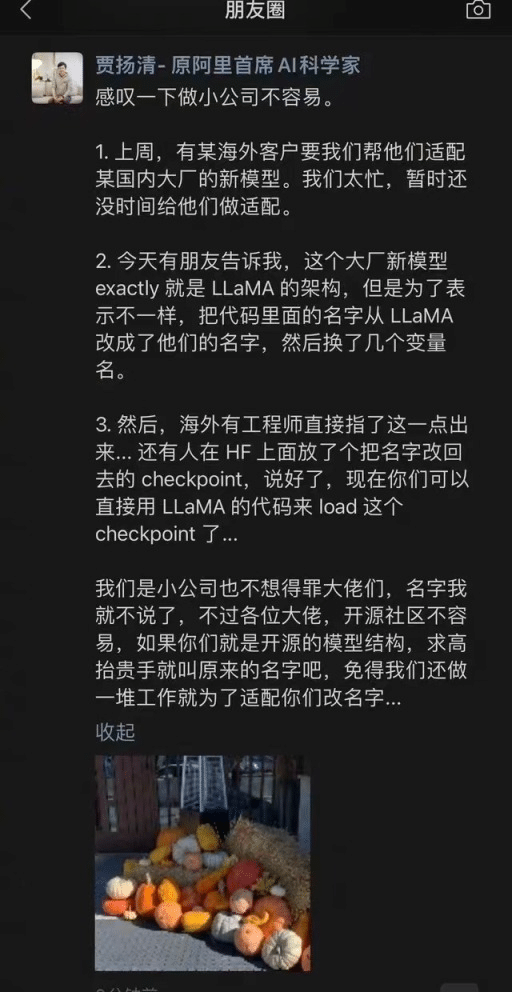 朋友圈
贾扬清- 原阿里首席AI科学家
感叹一下做小公司不容易。
1. 上周，有某海外客户要我们帮他们适配
某国内大厂的新模型。我们太忙，暂时还
没时间给他们做适配。
2. 今天有朋友告诉我，这个大厂新模型
exactly 就是 LLaMA 的架构，但是为了表
示不一样，把代码里面的名字从 LLaMA
改成了他们的名字，然后换了几个变量
名。
3. 然后，海外有工程师直接指了这一点出
来... 还有人在 HF 上面放了个把名字改回
去的 checkpoint，说好了，现在你们可以
直接用 LLaMA 的代码来 load 这个
checkpoint 了...
我们是小公司也不想得罪大佬们，名字我
就不说了，不过各位大佬，开源社区不容
易，如果你们就是开源的模型结构，求高
抬贵手就叫原来的名字吧，免得我们还做
一堆工作就为了适配你们改名字...
收起